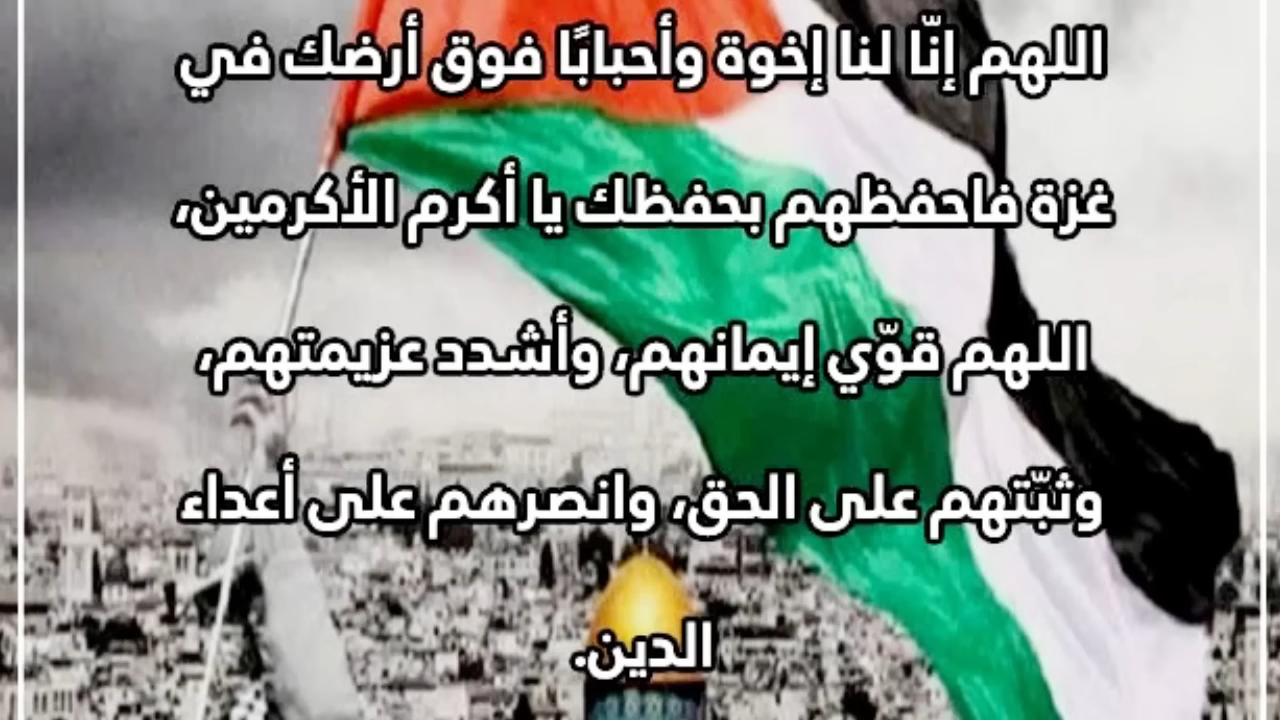 اللهم إنّا لنا إخوة وأحبابًا فوق أرضك في
غزة فاحفظهم بحفظك يا أكرم الأكرمين،
اللهم قوّي إيمانهم، وأشدد عزيمتهم،
وثبّتهم على الحق، وانصرهم على أعداء
الدين.